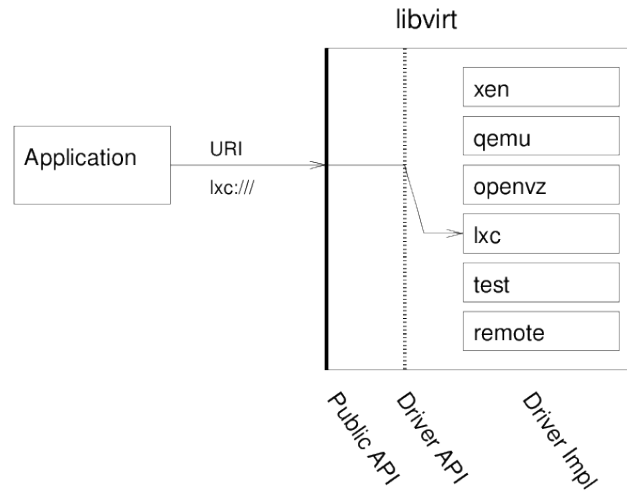 libvirt
xen
qemu
openvz
lxc
test
remote
Application
URI
lxc:///
Public API
Driver API
Driver Impl